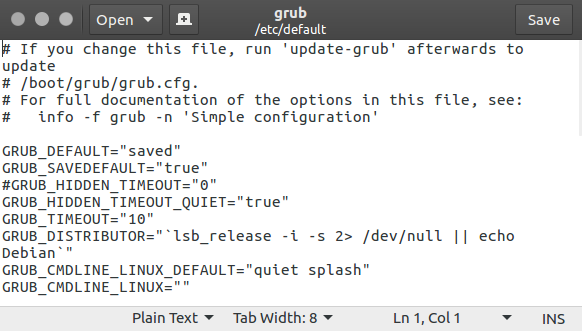 Open
grub
/etc/default
Save
# If you change this file, run 'update-grub' afterwards to
update
# /boot/grub/grub.cfg.
# For full documentation of the options in this file, see:
#   info -f grub -n 'Simple configuration'

GRUB_DEFAULT="saved"
GRUB_SAVEDEFAULT="true"
#GRUB_HIDDEN_TIMEOUT="0"
GRUB_HIDDEN_TIMEOUT_QUIET="true"
GRUB_TIMEOUT="10"
GRUB_DISTRIBUTOR="`lsb_release -i -s 2> /dev/null || echo
Debian`"
GRUB_CMDLINE_LINUX_DEFAULT="quiet splash"
GRUB_CMDLINE_LINUX=""
Plain Text
Tab Width: 8
Ln 1, Col 1
INS